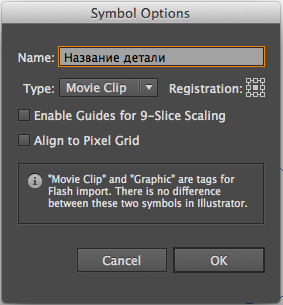 Symbol Options
Name: Название детали
Type: Movie Clip Registration:
Enable Guides for 9-Slice Scaling
Align to Pixel Grid
"Movie Clip" and "Graphic" are tags for
Flash import. There is no difference
between these two symbols in Illustrator.
Cancel OK